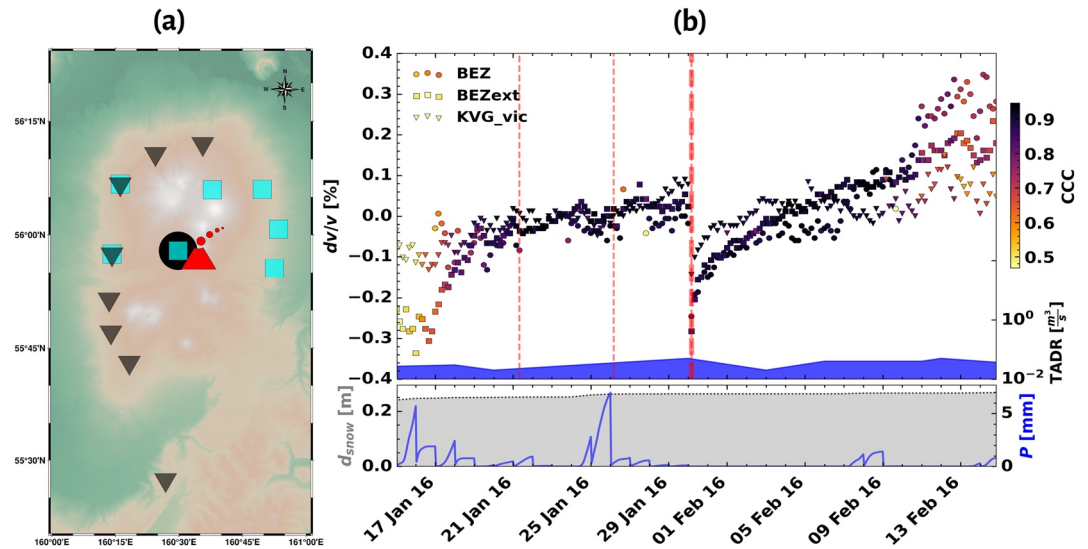 (a)
(b)
N
W E
S
56°15'N
56°00'N
55°45'N
55°30'N
160°00'E 160°15'E 160°30'E 160°45'E 161°00'E
BEZ
BEZext
KVG_vic
dv/v [%]
0.4
0.3
0.2
0.1
0.0
−0.1
−0.2
−0.3
−0.4
CCC
0.9
0.8
0.7
0.6
0.5
TADR [m³/s]
10⁰
10⁻²
d_snow [m]
0.2
0.0
P [mm]
5
0
17 Jan 16
21 Jan 16
25 Jan 16
29 Jan 16
01 Feb 16
05 Feb 16
09 Feb 16
13 Feb 16